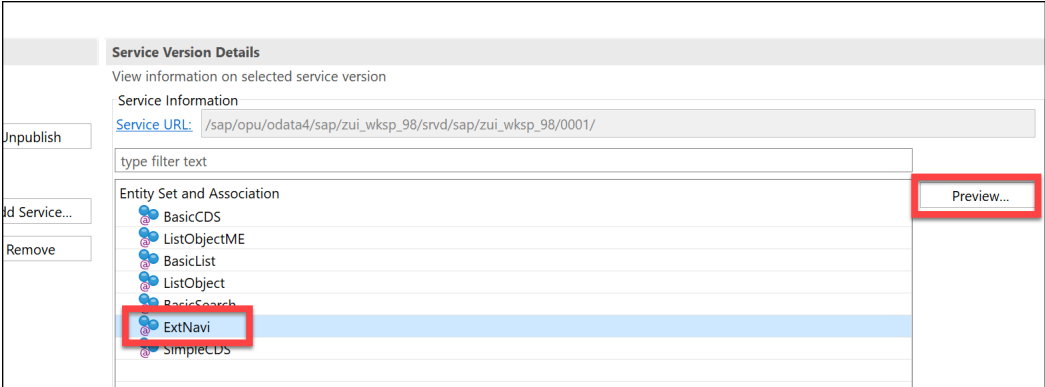 Service Version Details
View information on selected service version
Service Information
Service URL: /sap/opu/odata4/sap/zui_wksp_98/srvd/sap/zui_wksp_98/0001/
Unpublish
type filter text
Entity Set and Association
Preview...
BasicCDS
dd Service...
ListObjectME
Remove
BasicList
ListObject
BasicSearch
ExtNavi
SimpleCDS